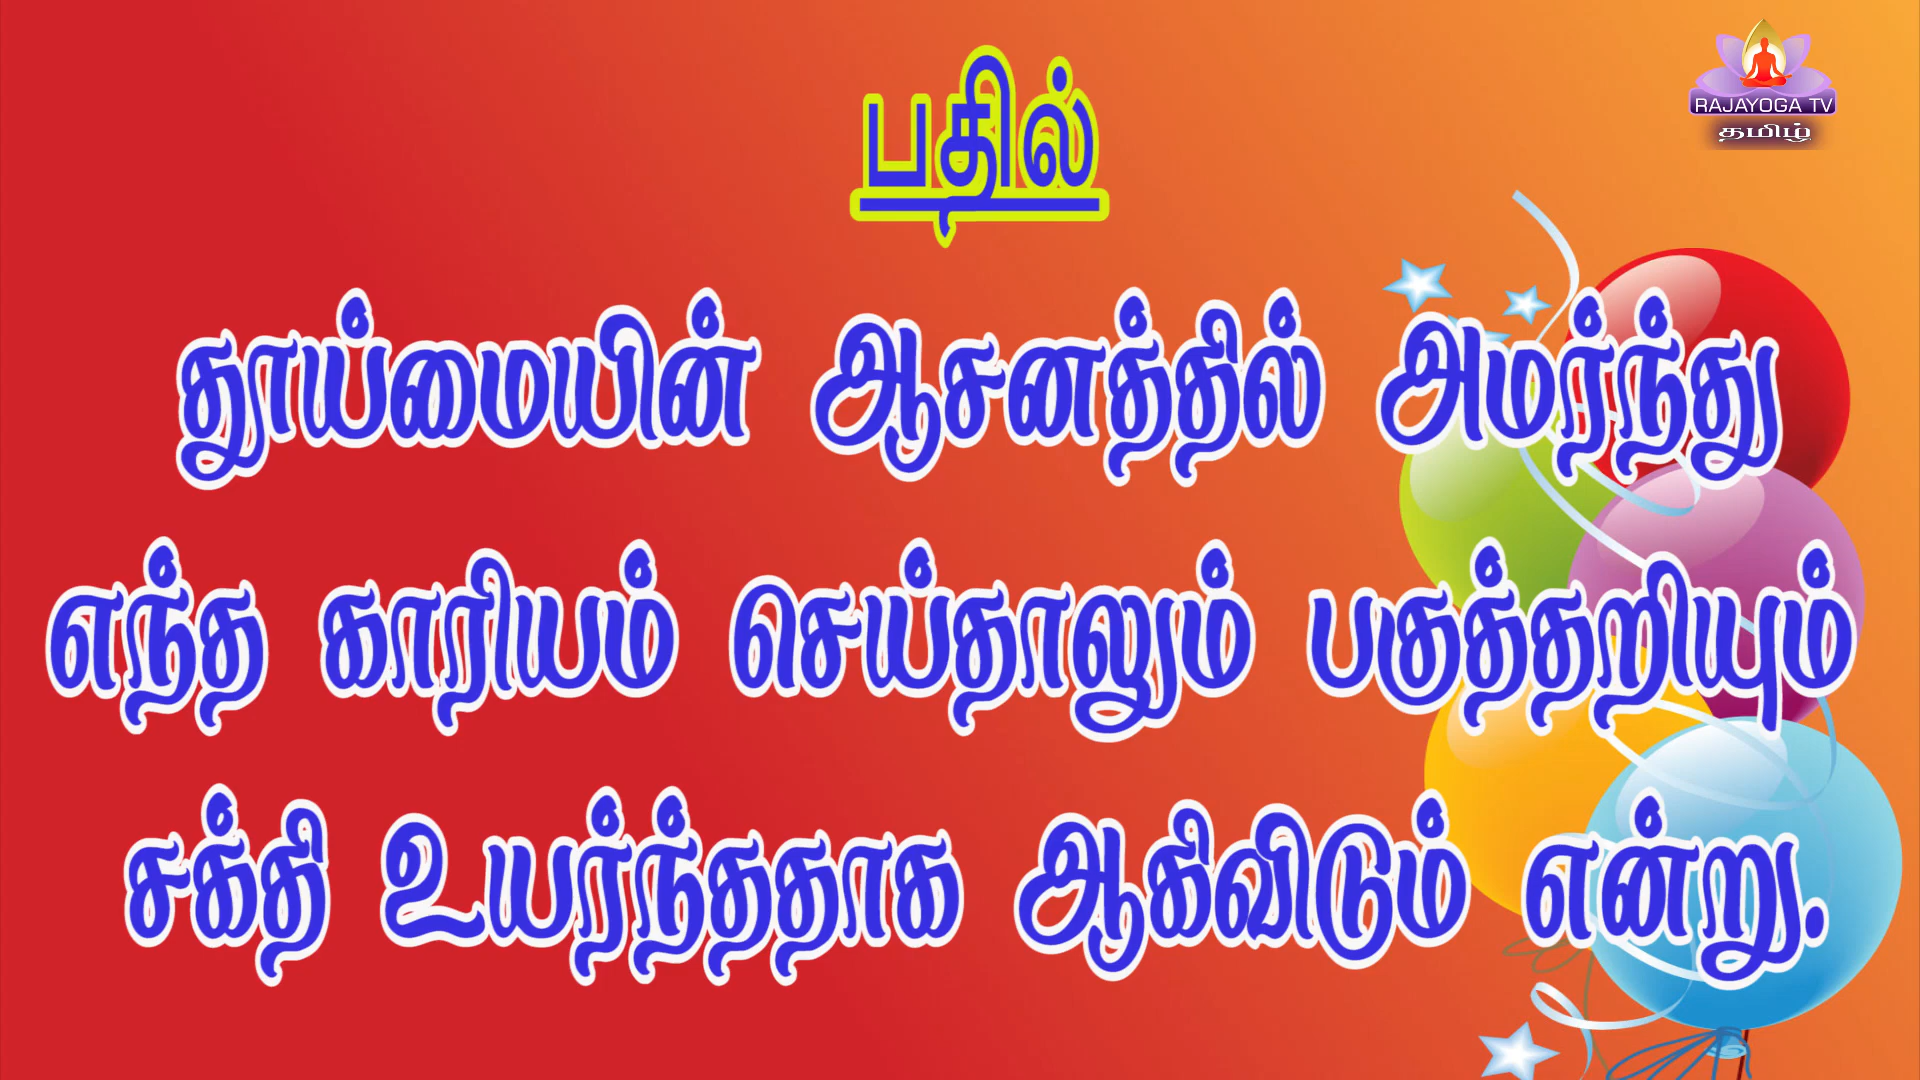 RAJAYOGA TV
தமிழ்
பதில்
தூய்மையின் ஆசனத்தில் அமர்ந்து
எந்த காரியம் செய்தாலும் பகுத்தறியும்
சக்தி உயர்ந்ததாக ஆகிவிடும் என்று.